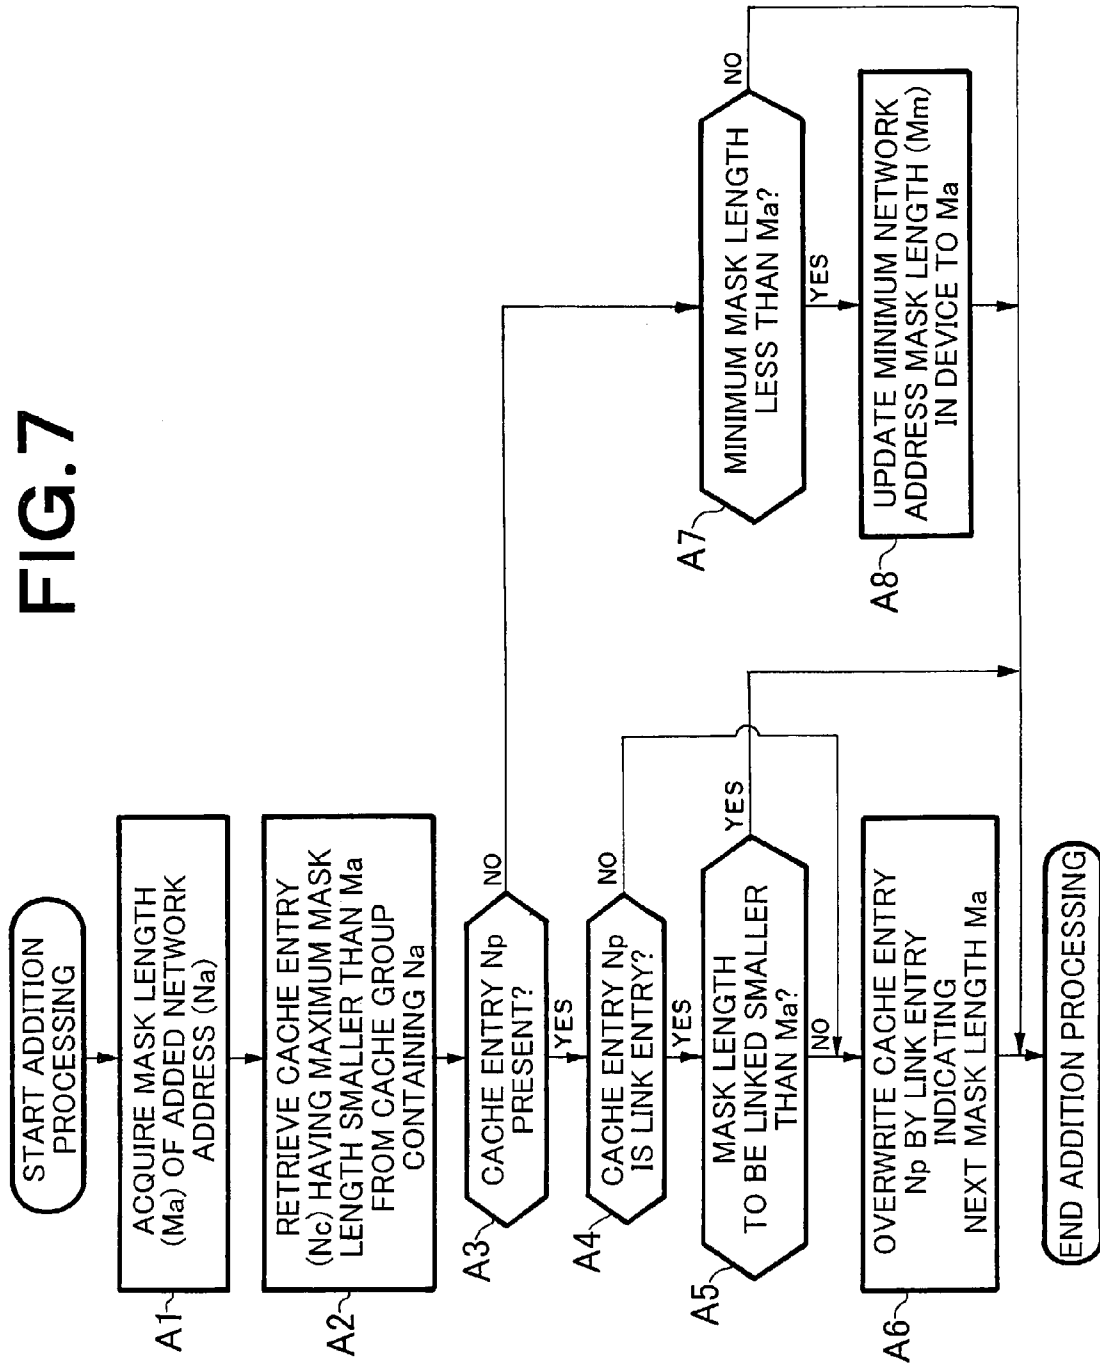 FIG.7
START ADDITION
PROCESSING
A1
ACQUIRE MASK LENGTH
(Ma) OF ADDED NETWORK
ADDRESS (Na)
A2
RETRIEVE CACHE ENTRY
(Nc) HAVING MAXIMUM MASK
LENGTH SMALLER THAN Ma
FROM CACHE GROUP
CONTAINING Na
A3
CACHE ENTRY Np
PRESENT?
NO
YES
A4
CACHE ENTRY Np
IS LINK ENTRY?
NO
YES
A5
MASK LENGTH
TO BE LINKED SMALLER
THAN Ma?
YES
NO
A6
OVERWRITE CACHE ENTRY
Np BY LINK ENTRY
INDICATING
NEXT MASK LENGTH Ma
END ADDITION PROCESSING
A7
MINIMUM MASK LENGTH
LESS THAN Ma?
NO
YES
A8
UPDATE MINIMUM NETWORK
ADDRESS MASK LENGTH (Mm)
IN DEVICE TO Ma